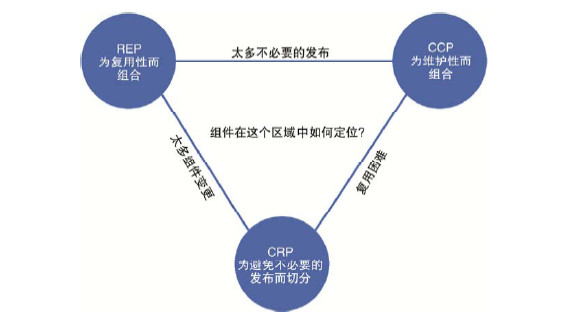 REP
为复用性而
组合
太多不必要的发布
CCP
为维护性而
组合
组件在这个区域中如何定位？
太多组件变更
复用困难
CRP
为避免不必要的
发布而切分